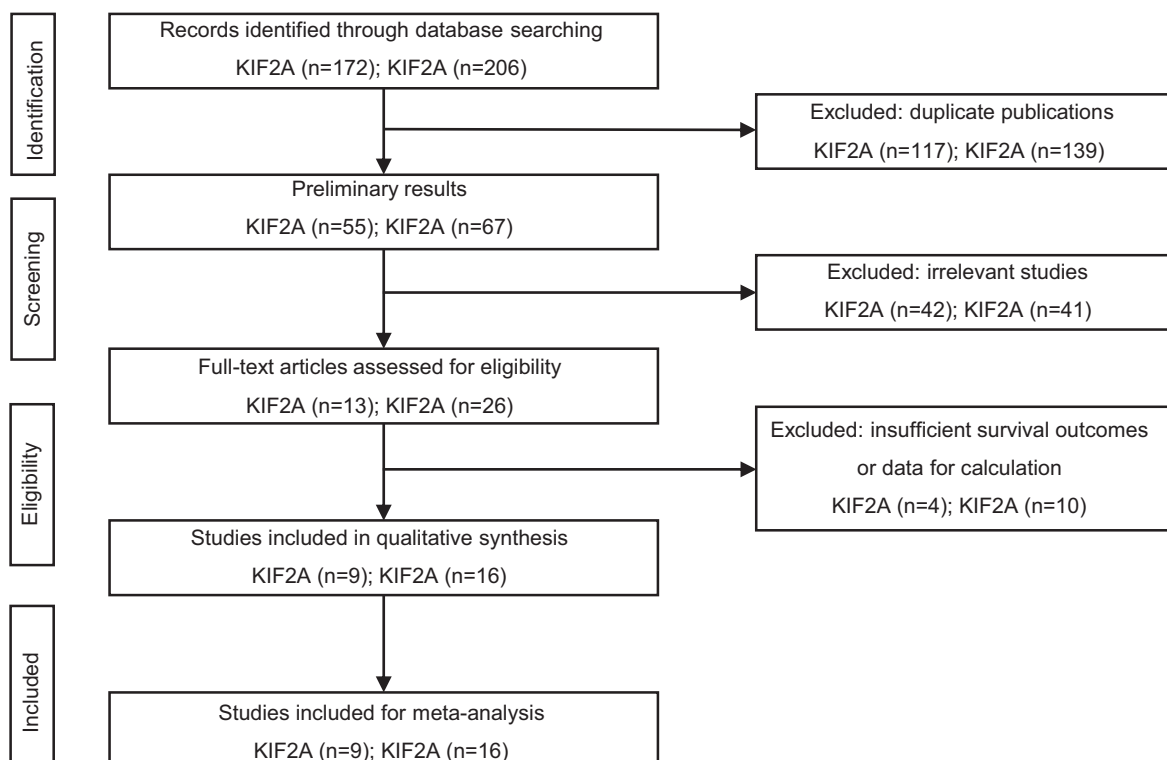 Identification
Records identified through database searching
KIF2A (n=172); KIF2A (n=206)
Excluded: duplicate publications
KIF2A (n=117); KIF2A (n=139)
Preliminary results
KIF2A (n=55); KIF2A (n=67)
Screening
Excluded: irrelevant studies
KIF2A (n=42); KIF2A (n=41)
Full-text articles assessed for eligibility
KIF2A (n=13); KIF2A (n=26)
Eligibility
Excluded: insufficient survival outcomes
or data for calculation
KIF2A (n=4); KIF2A (n=10)
Studies included in qualitative synthesis
KIF2A (n=9); KIF2A (n=16)
Included
Studies included for meta-analysis
KIF2A (n=9); KIF2A (n=16)